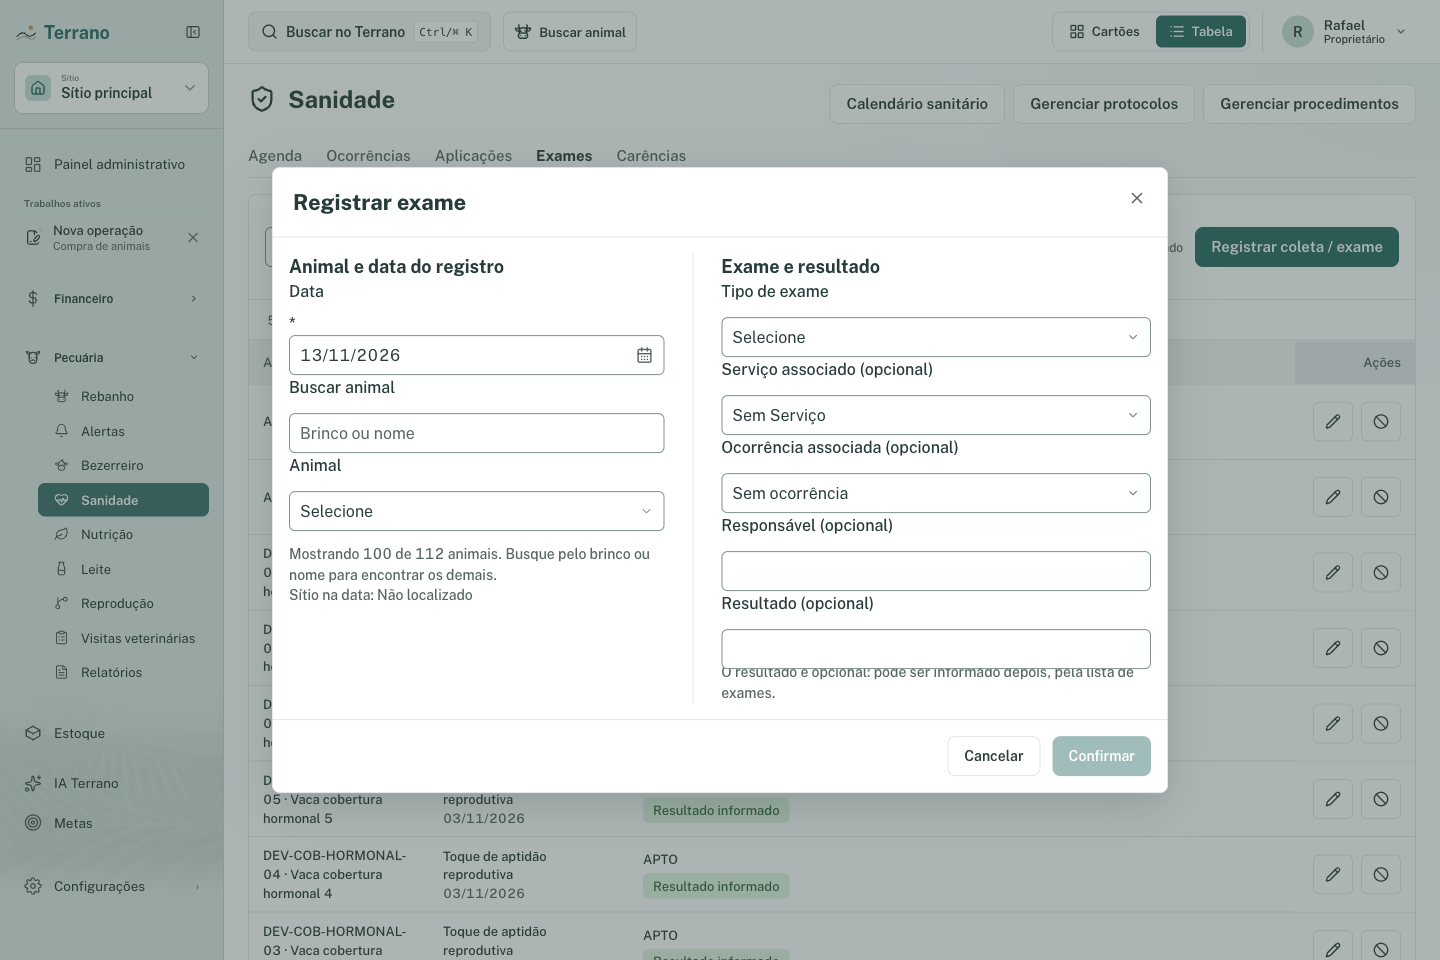 Terrano
Buscar no Terrano
Ctrl/⌘ K
Buscar animal
Cartões
Tabela
R
Rafael
Proprietário
Sítio
Sítio principal
Sanidade
Calendário sanitário
Gerenciar protocolos
Gerenciar procedimentos
Painel administrativo
Agenda
Ocorrências
Aplicações
Exames
Carências
Trabalhos ativos
Nova operação
Compra de animais
Financeiro
Pecuária
Rebanho
Alertas
Bezerreiro
Sanidade
Nutrição
Leite
Reprodução
Visitas veterinárias
Relatórios
Estoque
IA Terrano
Metas
Configurações
Registrar coleta / exame
Ações
Registrar exame
Animal e data do registro
Data
*
13/11/2026
Buscar animal
Brinco ou nome
Animal
Selecione
Mostrando 100 de 112 animais. Busque pelo brinco ou
nome para encontrar os demais.
Sítio na data: Não localizado
Exame e resultado
Tipo de exame
Selecione
Serviço associado (opcional)
Sem Serviço
Ocorrência associada (opcional)
Sem ocorrência
Responsável (opcional)
Resultado (opcional)
O resultado é opcional: pode ser informado depois, pela lista de
exames.
Cancelar
Confirmar
05 · Vaca cobertura
hormonal 5
reprodutiva
03/11/2026
Resultado informado
DEV-COB-HORMONAL-
04 · Vaca cobertura
hormonal 4
Toque de aptidão
reprodutiva
03/11/2026
APTO
Resultado informado
DEV-COB-HORMONAL-
03 · Vaca cobertura
Toque de aptidão
reprodutiva
APTO
Resultado informado